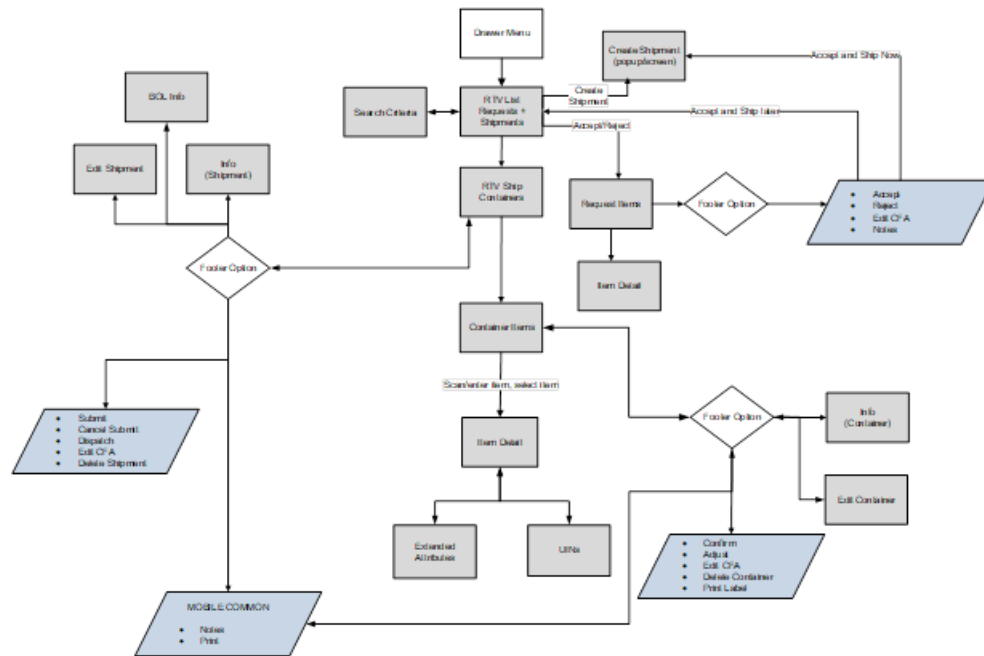 Drawer Menu
Create Shipment
(popup/screen)
Accept and Ship Now
BOL Info
Search Criteria
RTV List
Requests +
Shipments
Create
Shipment
Accept and Ship later
Accept/Reject
Edit Shipment
Info
(Shipment)
RTV Ship
Containers
Request Items
Footer Option
• Accept
• Reject
• Edit CFA
• Notes
Footer Option
Item Detail
Container Items
Scan/enter item, select item
Footer Option
Info
(Container)
• Submit
• Cancel Submit
• Dispatch
• Edit CFA
• Delete Shipment
Item Detail
Edit Container
Extended
Attributes
UINs
• Confirm
• Adjust
• Edit CFA
• Delete Container
• Print Label
MOBILE COMMON
• Notes
• Print